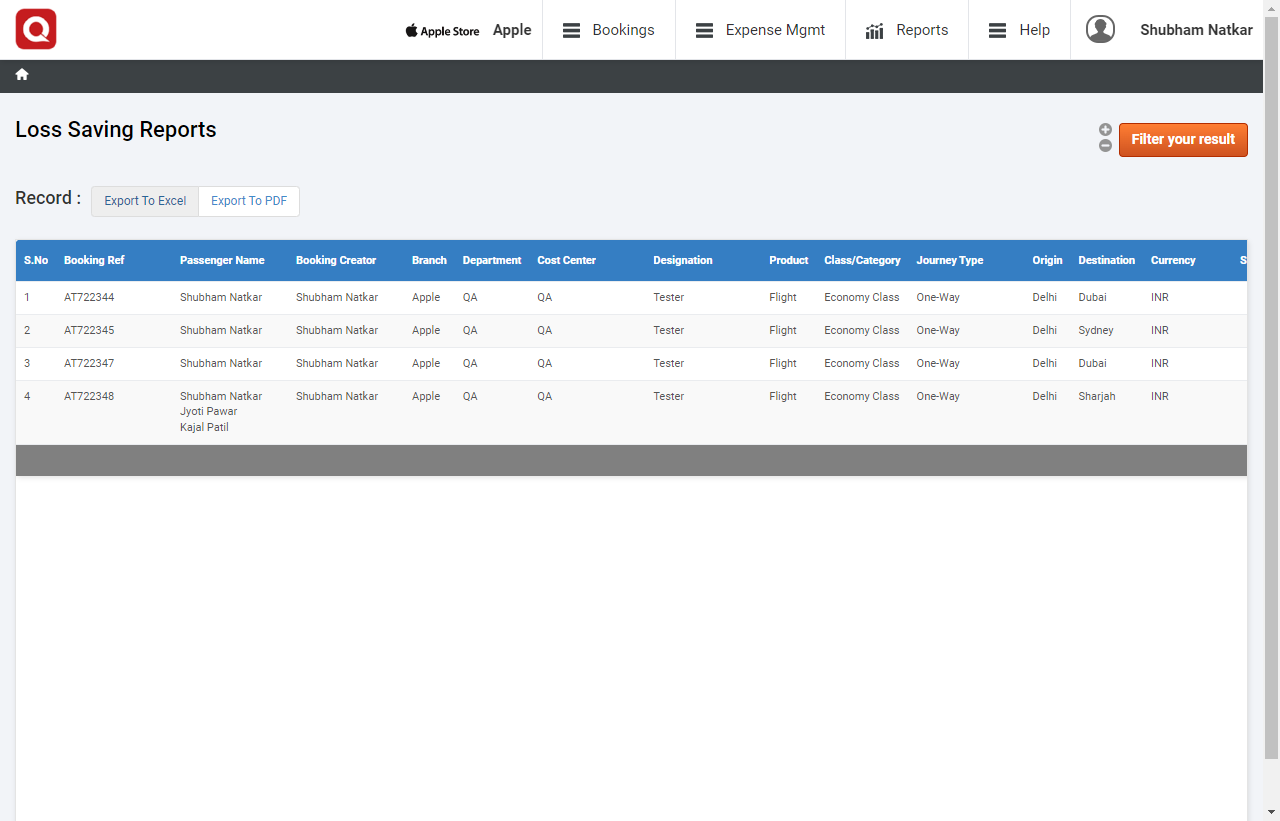 Apple Store Apple Bookings Expense Mgmt Reports Help Shubham Natkar
Loss Saving Reports
Filter your result
Record : Export To Excel Export To PDF
S.No Booking Ref Passenger Name Booking Creator Branch Department Cost Center Designation Product Class/Category Journey Type Origin Destination Currency S
1 AT722344 Shubham Natkar Shubham Natkar Apple QA QA Tester Flight Economy Class One-Way Delhi Dubai INR
2 AT722345 Shubham Natkar Shubham Natkar Apple QA QA Tester Flight Economy Class One-Way Delhi Sydney INR
3 AT722347 Shubham Natkar Shubham Natkar Apple QA QA Tester Flight Economy Class One-Way Delhi Dubai INR
4 AT722348 Shubham Natkar Shubham Natkar Apple QA QA Tester Flight Economy Class One-Way Delhi Sharjah INR
Jyoti Pawar
Kajal Patil